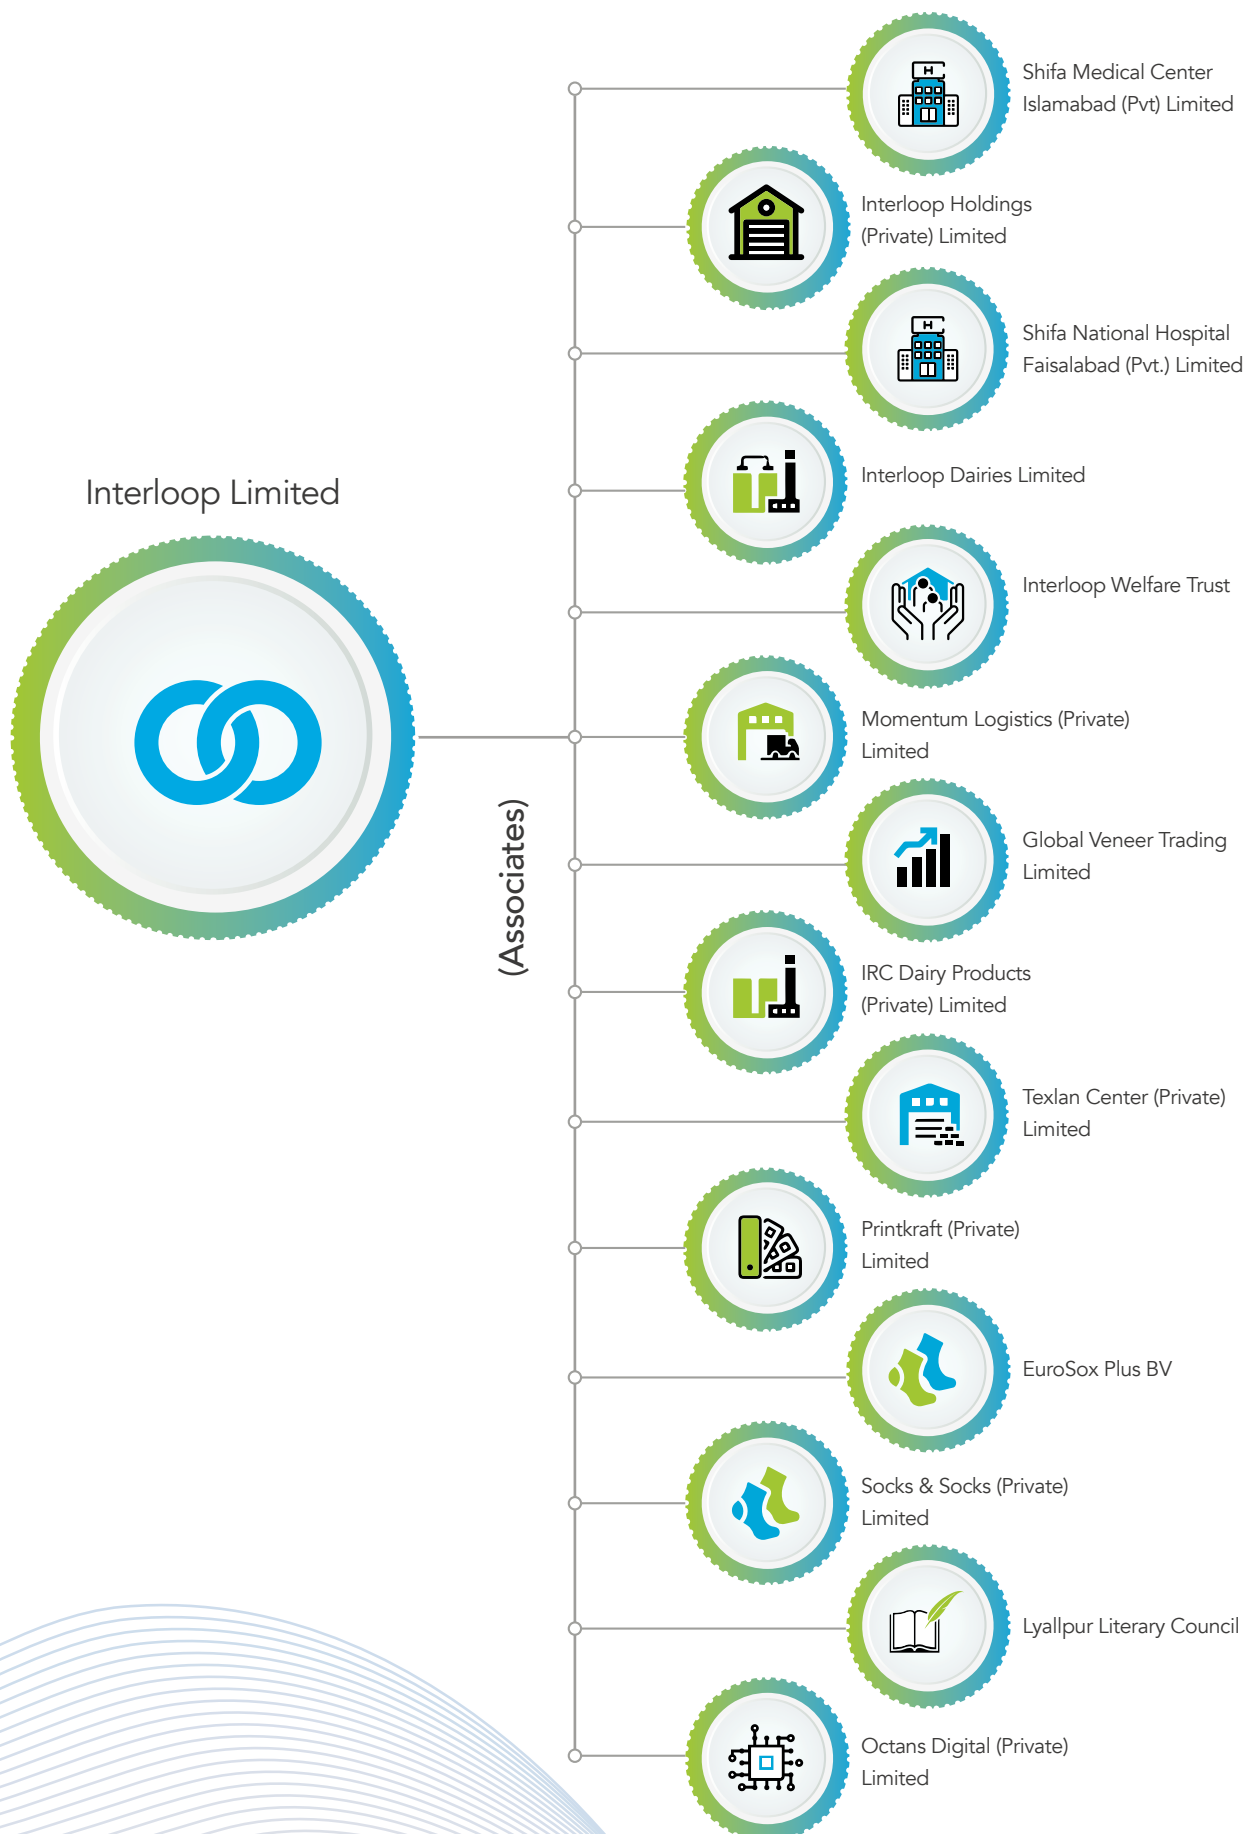 Interloop Limited
(Associates)
Shifa Medical Center
Islamabad (Pvt) Limited
Interloop Holdings
(Private) Limited
Shifa National Hospital
Faisalabad (Pvt.) Limited
Interloop Dairies Limited
Interloop Welfare Trust
Momentum Logistics (Private)
Limited
Global Veneer Trading
Limited
IRC Dairy Products
(Private) Limited
Texlan Center (Private)
Limited
Printkraft (Private)
Limited
EuroSox Plus BV
Socks & Socks (Private)
Limited
Lyallpur Literary Council
Octans Digital (Private)
Limited